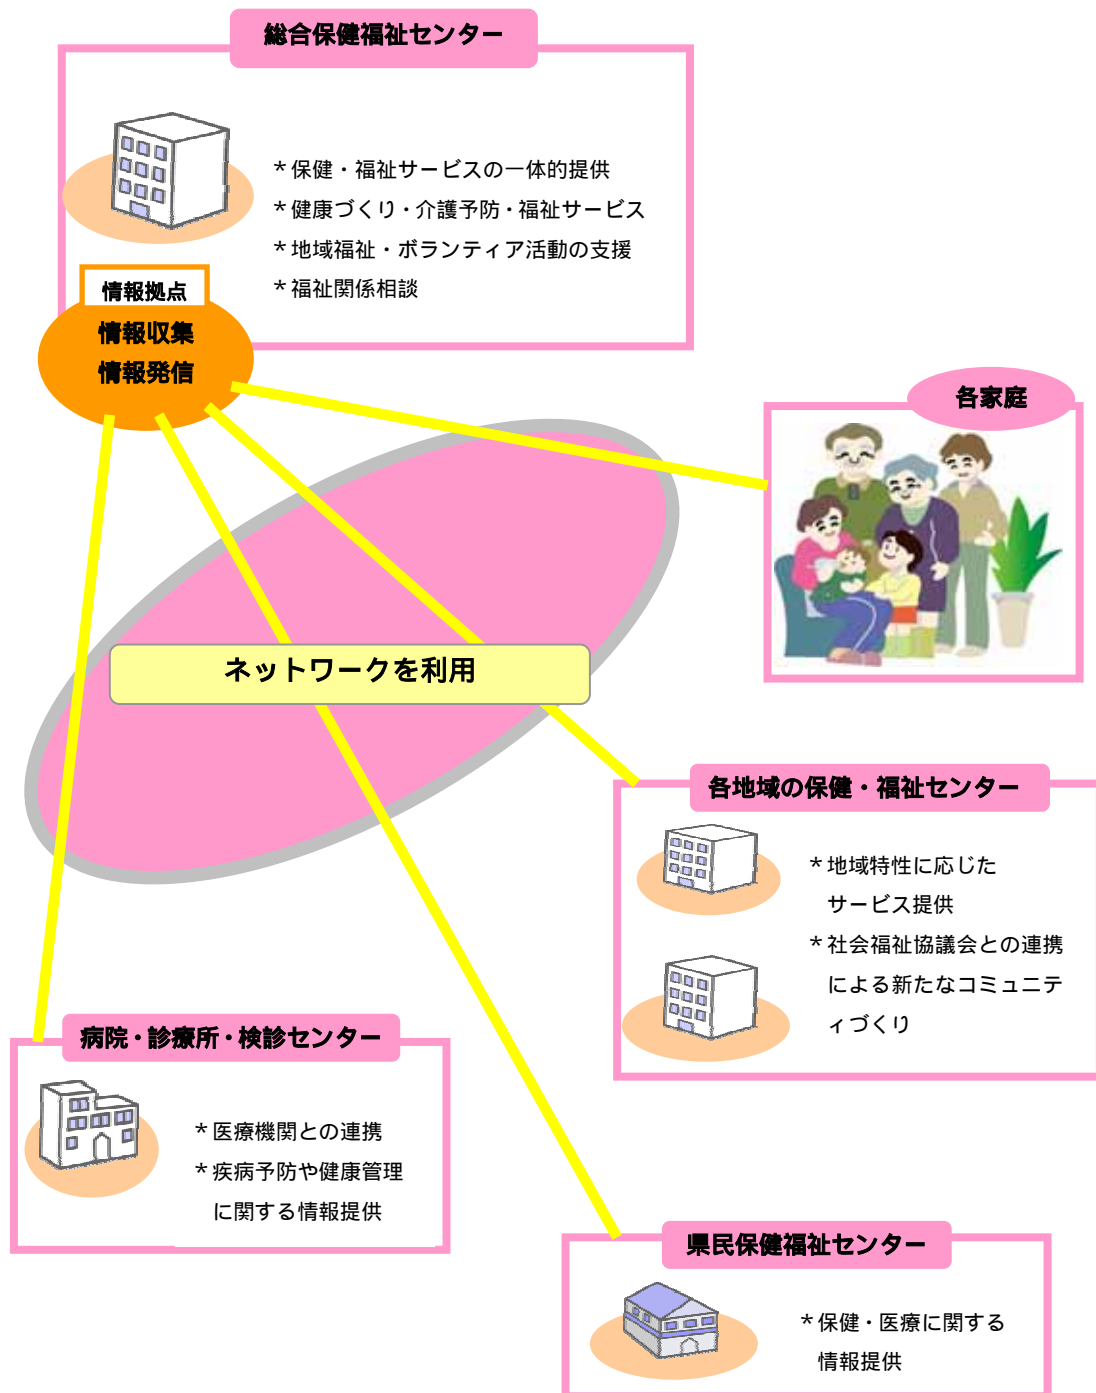 総合保健福祉センター
*保健・福祉サービスの一体的提供
*健康づくり・介護予防・福祉サービス
*地域福祉・ボランティア活動の支援
*福祉関係相談
情報拠点
情報収集
情報発信
各家庭
ネットワークを利用
各地域の保健・福祉センター
*地域特性に応じた
サービス提供
*社会福祉協議会との連携
による新たなコミュニテ
ィづくり
病院・診療所・検診センター
*医療機関との連携
*疾病予防や健康管理
に関する情報提供
県民保健福祉センター
*保健・医療に関する
情報提供